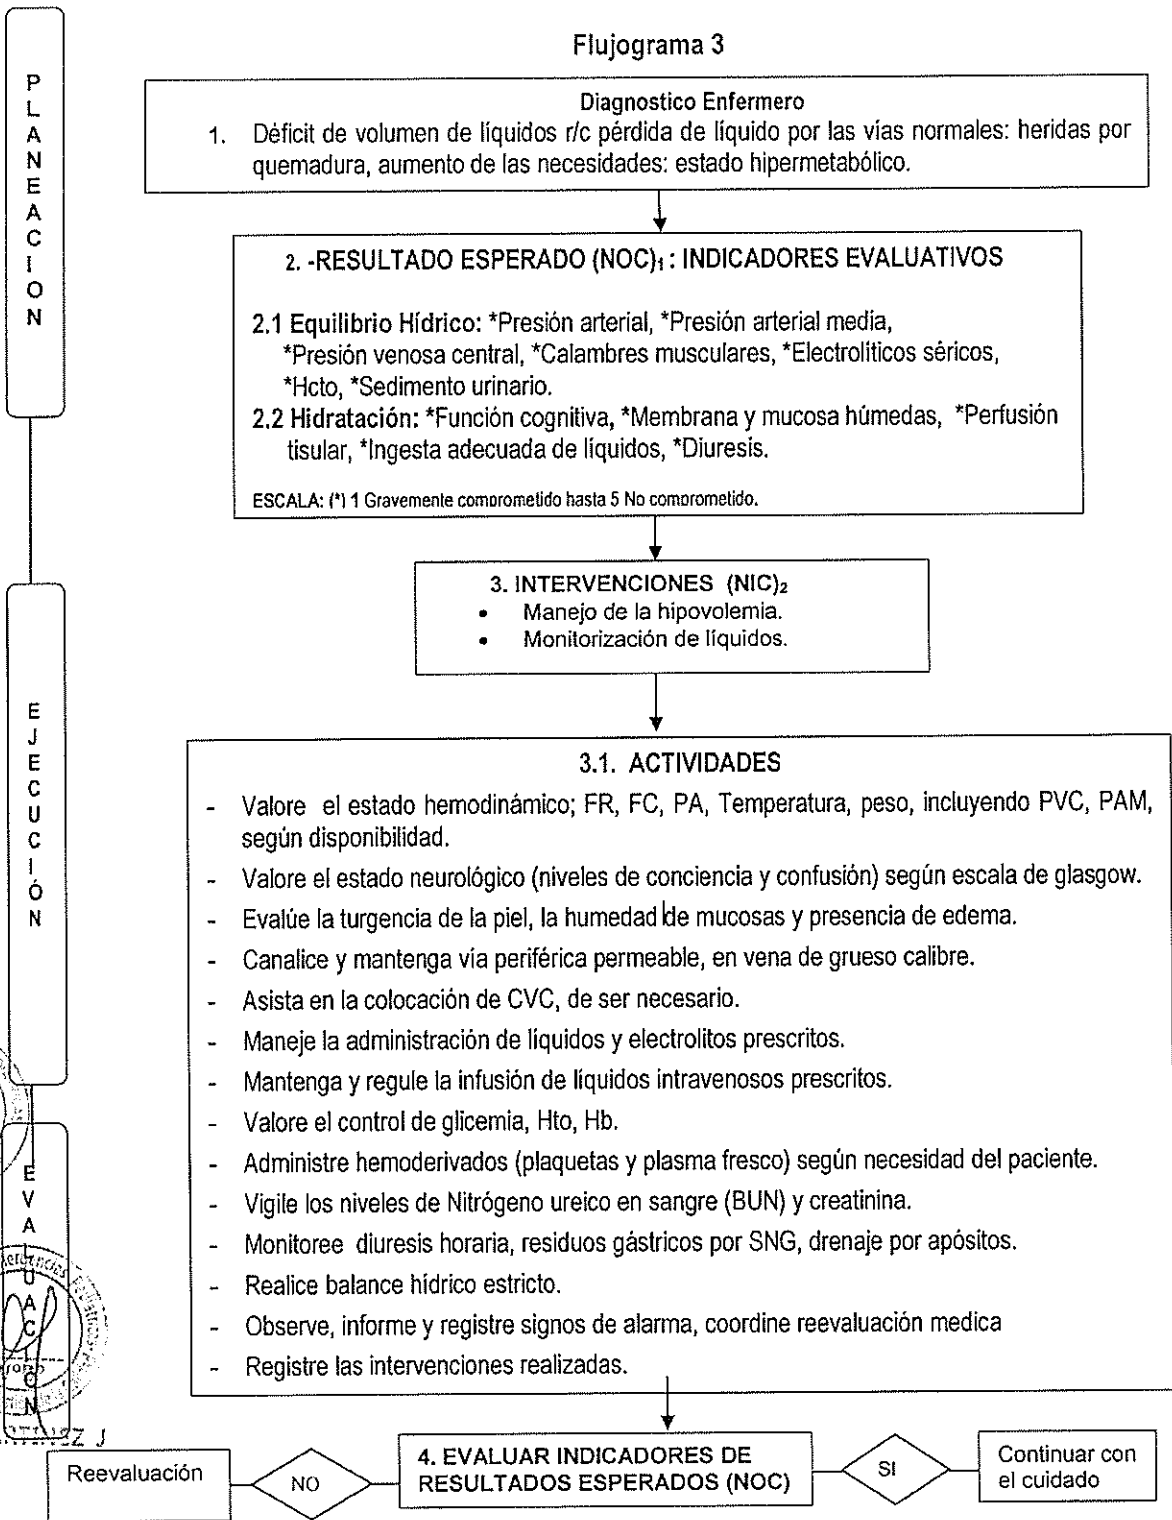 Flujograma 3
PLANEACION
Diagnostico Enfermero
1. Déficit de volumen de líquidos r/c pérdida de líquido por las vías normales: heridas por
quemadura, aumento de las necesidades: estado hipermetabólico.
2. -RESULTADO ESPERADO (NOC)₁ : INDICADORES EVALUATIVOS
2.1 Equilibrio Hídrico: *Presión arterial, *Presión arterial media,
*Presión venosa central, *Calambres musculares, *Electrolíticos séricos,
*Hcto, *Sedimento urinario.
2.2 Hidratación: *Función cognitiva, *Membrana y mucosa húmedas, *Perfusión
tisular, *Ingesta adecuada de líquidos, *Diuresis.
ESCALA: (*) 1 Gravemente comprometido hasta 5 No comprometido.
EJECUCIÓN
3. INTERVENCIONES (NIC)₂
• Manejo de la hipovolemia.
• Monitorización de líquidos.
3.1. ACTIVIDADES
- Valore el estado hemodinámico; FR, FC, PA, Temperatura, peso, incluyendo PVC, PAM,
según disponibilidad.
- Valore el estado neurológico (niveles de conciencia y confusión) según escala de glasgow.
- Evalúe la turgencia de la piel, la humedad de mucosas y presencia de edema.
- Canalice y mantenga vía periférica permeable, en vena de grueso calibre.
- Asista en la colocación de CVC, de ser necesario.
- Maneje la administración de líquidos y electrolitos prescritos.
- Mantenga y regule la infusión de líquidos intravenosos prescritos.
- Valore el control de glicemia, Hto, Hb.
- Administre hemoderivados (plaquetas y plasma fresco) según necesidad del paciente.
- Vigile los niveles de Nitrógeno ureico en sangre (BUN) y creatinina.
- Monitoree diuresis horaria, residuos gástricos por SNG, drenaje por apósitos.
- Realice balance hídrico estricto.
- Observe, informe y registre signos de alarma, coordine reevaluación medica
- Registre las intervenciones realizadas.
EVALUACION
4. EVALUAR INDICADORES DE
RESULTADOS ESPERADOS (NOC)
NO
Reevaluación
SI
Continuar con
el cuidado